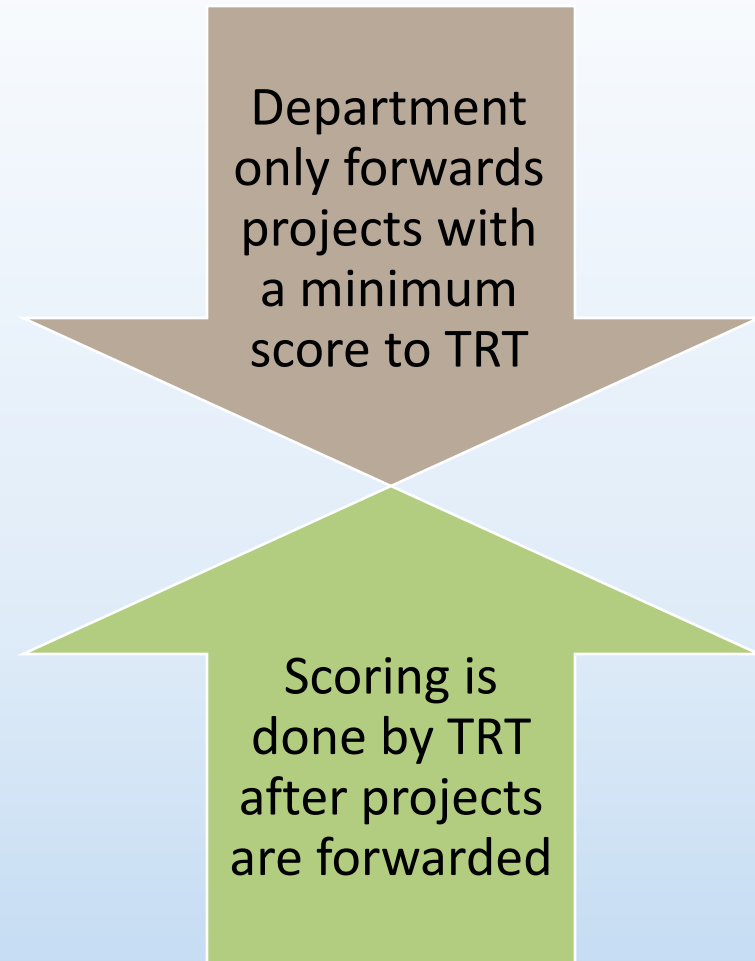 Department
only forwards
projects with
a minimum
score to TRT
Scoring is
done by TRT
after projects
are forwarded